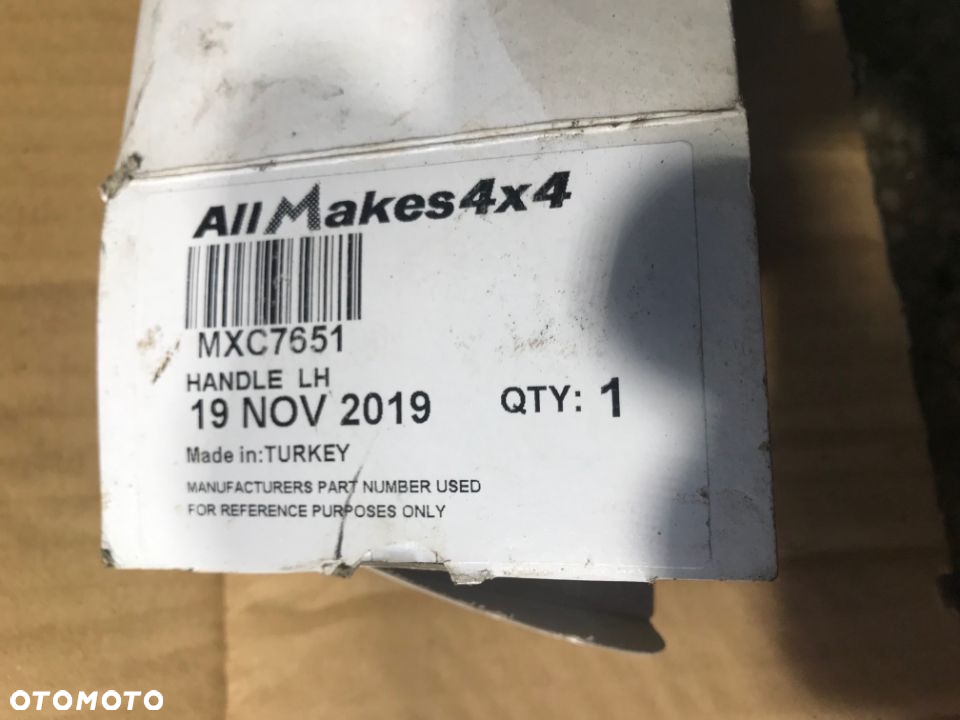 AllMakes4x4
MXC7651
HANDLE LH
19 NOV 2019
QTY: 1
Made in:TURKEY
MANUFACTURERS PART NUMBER USED
FOR REFERENCE PURPOSES ONLY
OTOMOTO